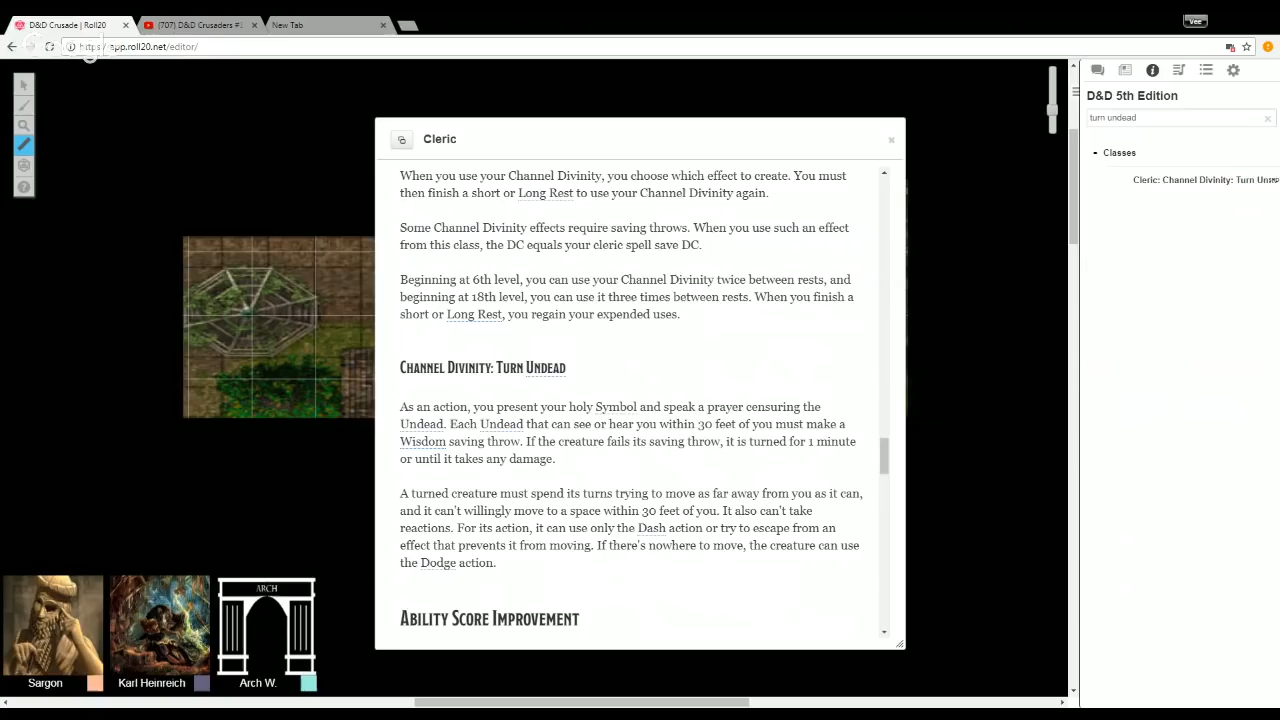 D&D Crusade | Roll20
(707) D&D Crusaders #
New Tab
Vee
https://app.roll20.net/editor/
D&D 5th Edition
turn undead
Classes
Cleric: Channel Divinity: Turn Un
Cleric
When you use your Channel Divinity, you choose which effect to create. You must
then finish a short or Long Rest to use your Channel Divinity again.
Some Channel Divinity effects require saving throws. When you use such an effect
from this class, the DC equals your cleric spell save DC.
Beginning at 6th level, you can use your Channel Divinity twice between rests, and
beginning at 18th level, you can use it three times between rests. When you finish a
short or Long Rest, you regain your expended uses.
Channel Divinity: Turn Undead
As an action, you present your holy Symbol and speak a prayer censuring the
Undead. Each Undead that can see or hear you within 30 feet of you must make a
Wisdom saving throw. If the creature fails its saving throw, it is turned for 1 minute
or until it takes any damage.
A turned creature must spend its turns trying to move as far away from you as it can,
and it can't willingly move to a space within 30 feet of you. It also can't take
reactions. For its action, it can use only the Dash action or try to escape from an
effect that prevents it from moving. If there's nowhere to move, the creature can use
the Dodge action.
Ability Score Improvement
ARCH
Sargon
Karl Heinreich
Arch W.